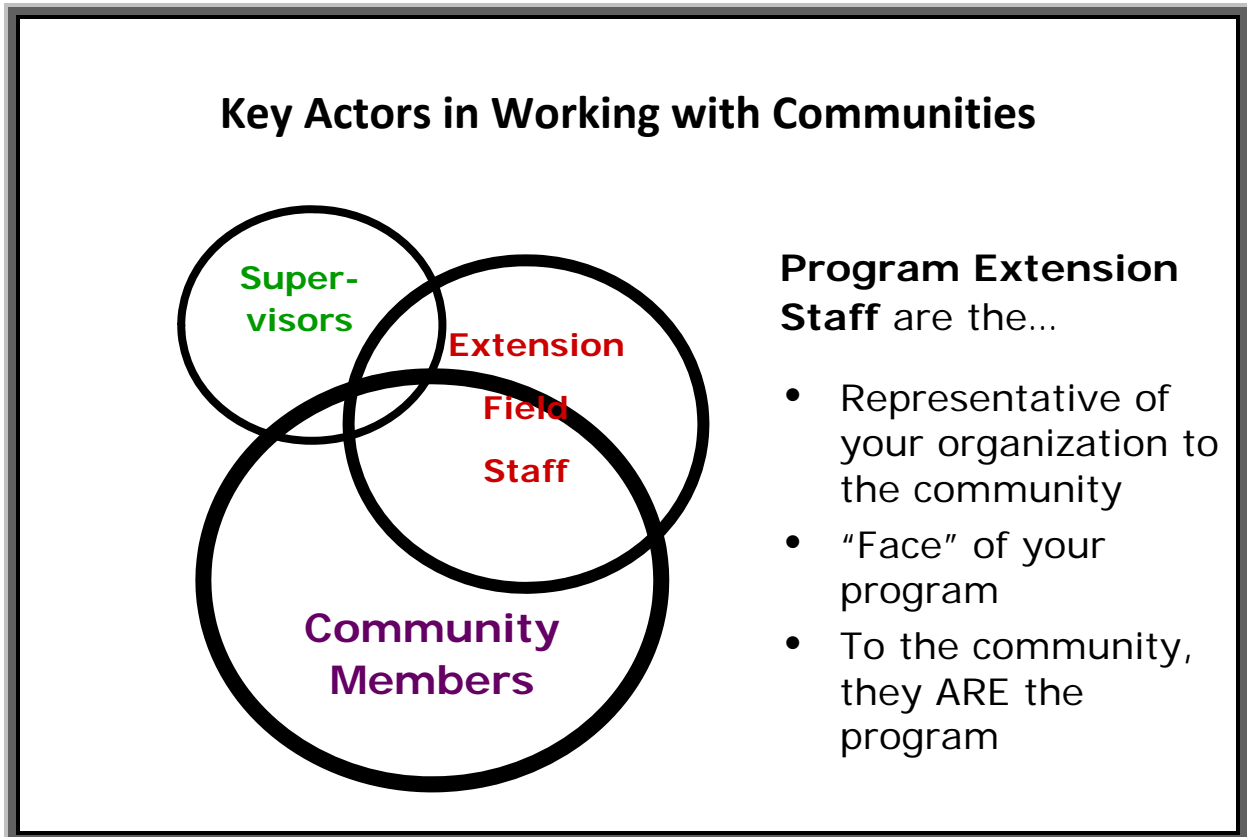 Key Actors in Working with Communities
Super-
visors
Extension
Field
Staff
Community
Members
Program Extension
Staff are the…
• Representative of
your organization to
the community
• “Face” of your
program
• To the community,
they ARE the
program